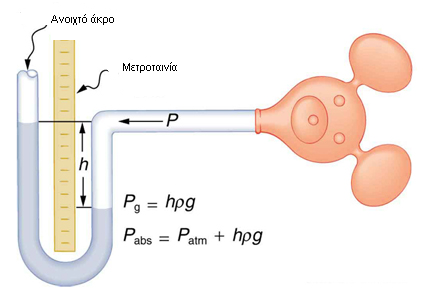 Ανοιχτό άκρο
Μετροταινία
P
h
Pg = hρg
Pabs = Patm + hρg